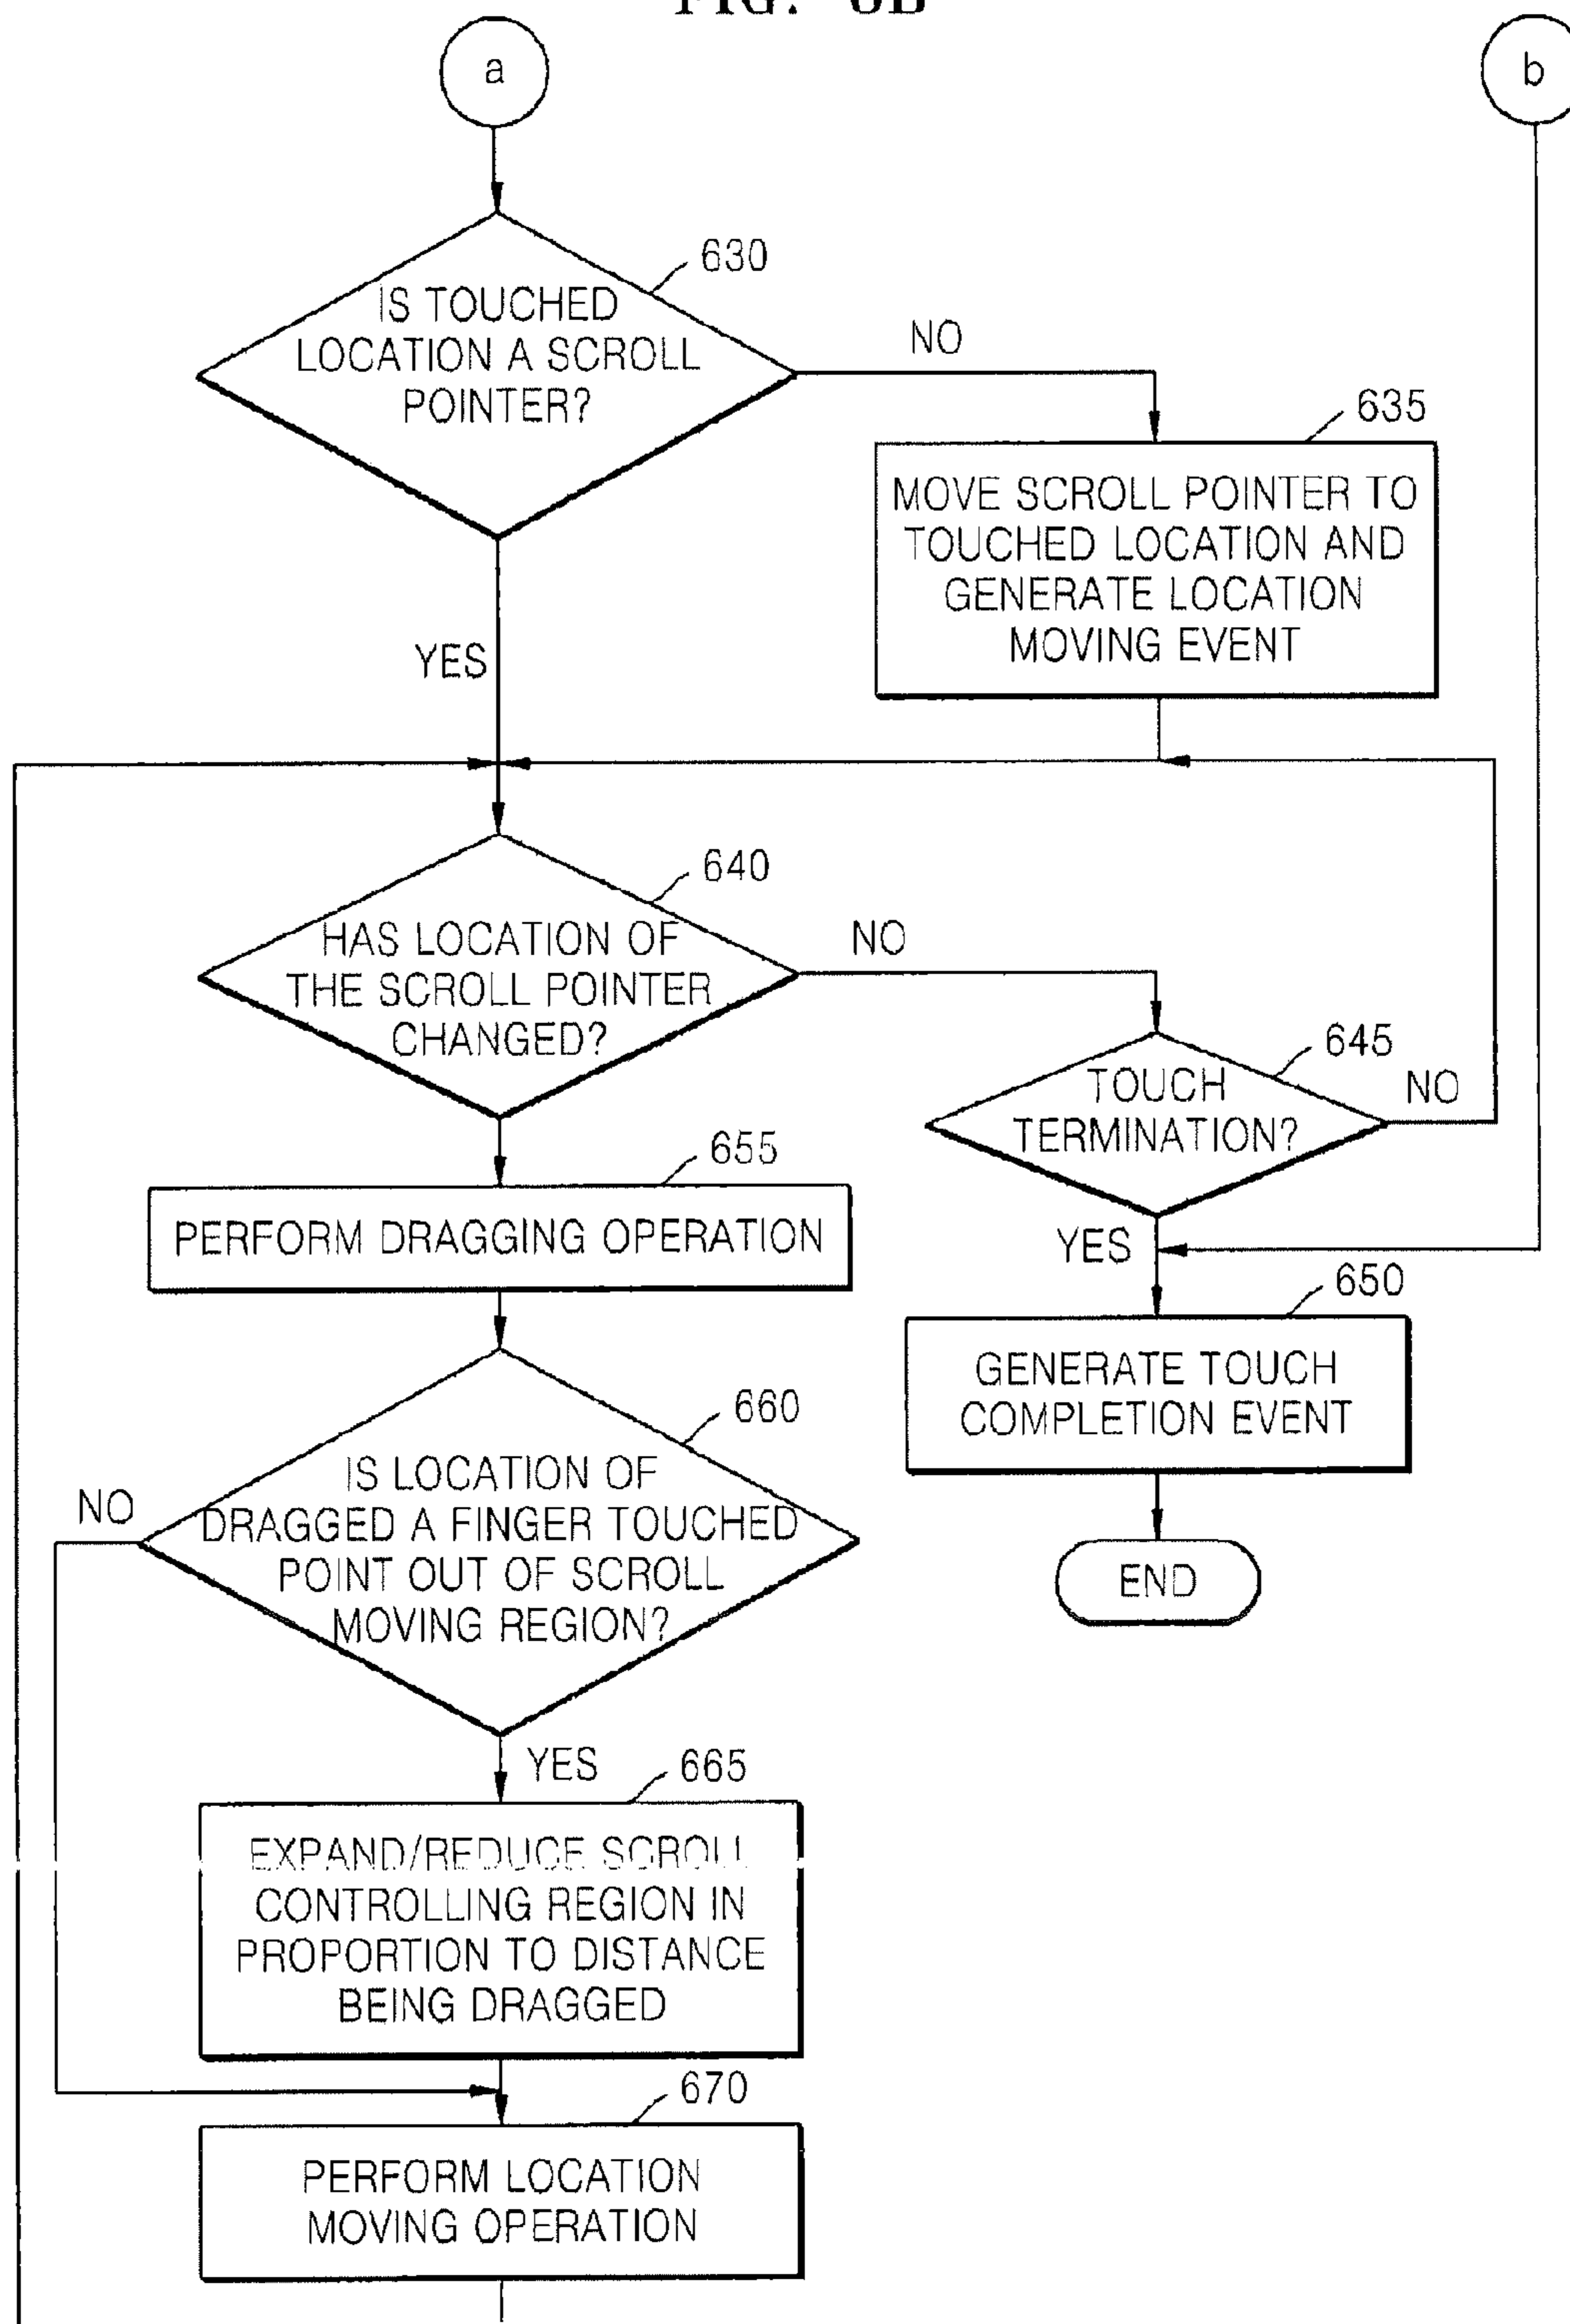 FIG. 6B
a
b
630
IS TOUCHED
LOCATION A SCROLL
POINTER?
NO
635
MOVE SCROLL POINTER TO
TOUCHED LOCATION AND
GENERATE LOCATION
MOVING EVENT
YES
640
HAS LOCATION OF
THE SCROLL POINTER
CHANGED?
NO
645
TOUCH
TERMINATION?
NO
655
PERFORM DRAGGING OPERATION
YES
650
GENERATE TOUCH
COMPLETION EVENT
660
IS LOCATION OF
DRAGGED A FINGER TOUCHED
POINT OUT OF SCROLL
MOVING REGION?
NO
END
YES
665
EXPAND/REDUCE SCROLL
CONTROLLING REGION IN
PROPORTION TO DISTANCE
BEING DRAGGED
670
PERFORM LOCATION
MOVING OPERATION